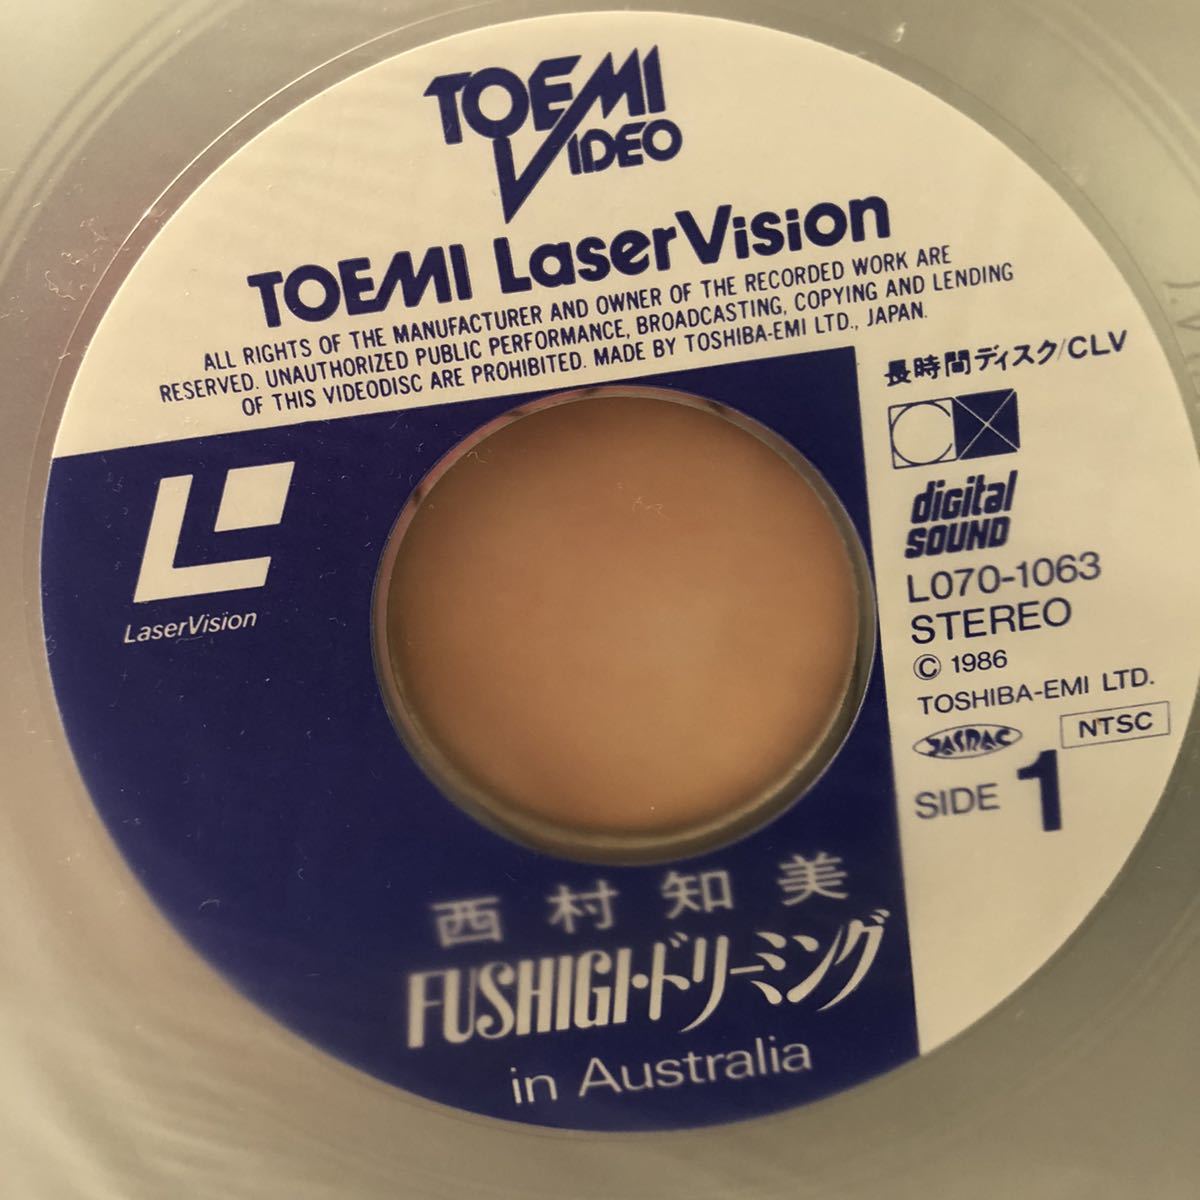 TOEMI
VIDEO
TOEMI LaserVision
ALL RIGHTS OF THE MANUFACTURER AND OWNER OF THE RECORDED WORK ARE
RESERVED. UNAUTHORIZED PUBLIC PERFORMANCE, BROADCASTING, COPYING AND LENDING
OF THIS VIDEODISC ARE PROHIBITED. MADE BY TOSHIBA-EMI LTD., JAPAN.
長時間ディスク/CLV
digital
SOUND
L070-1063
STEREO
© 1986
TOSHIBA-EMI LTD.
JASRAC
NTSC
SIDE 1
LaserVision
西村知美
FUSHIGI・ドリーミング
in Australia